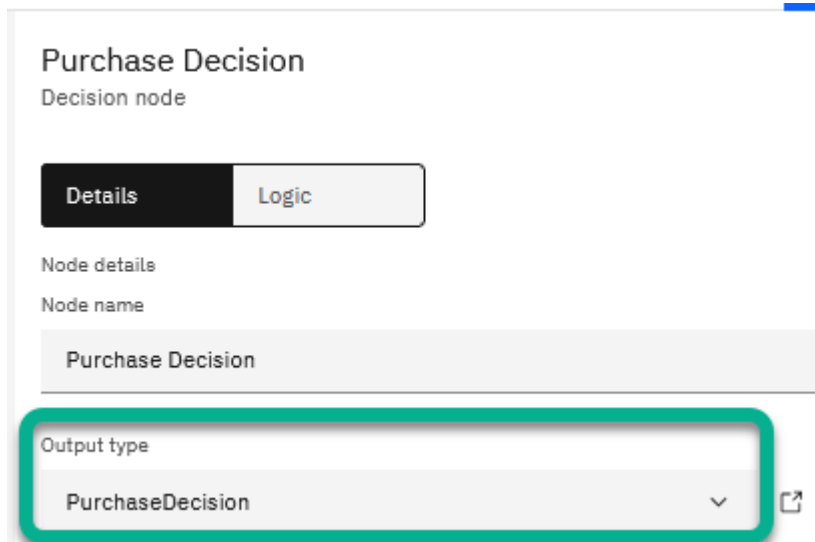 Purchase Decision
Decision node
Details Logic
Node details
Node name
Purchase Decision
Output type
PurchaseDecision